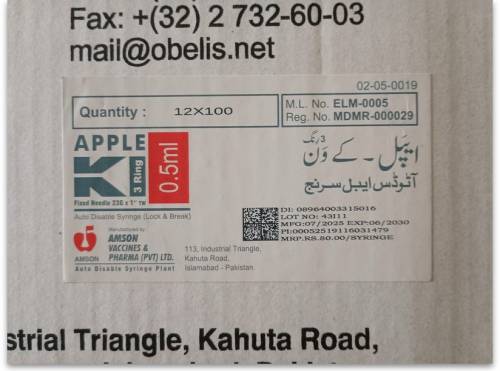 Fax: +(32) 2 732-60-03
mail@obelis.net
02-05-0019
Quantity : 12X100
M.L. No. ELM-0005
Reg. No. MDMR-000029
APPLE
K
3 Ring
0.5ml
Fixed Needle 23G x 1" TW
Auto Disable Syringe (Lock & Break)
ایپل - کے ون 3 رنگ
آٹو ڈس ایبل سرنج
DI: 08964003315016
LOT NO: 43111
MFG:07/2025 EXP:06/2030
PI:00052519116031479
MRP.RS.80.00/SYRINGE
Manufactured by
AMSON
VACCINES &
PHARMA (PVT) LTD.
AMSON
Auto Disable Syringe Plant
113, Industrial Triangle,
Kahuta Road,
Islamabad - Pakistan.
strial Triangle, Kahuta Road,